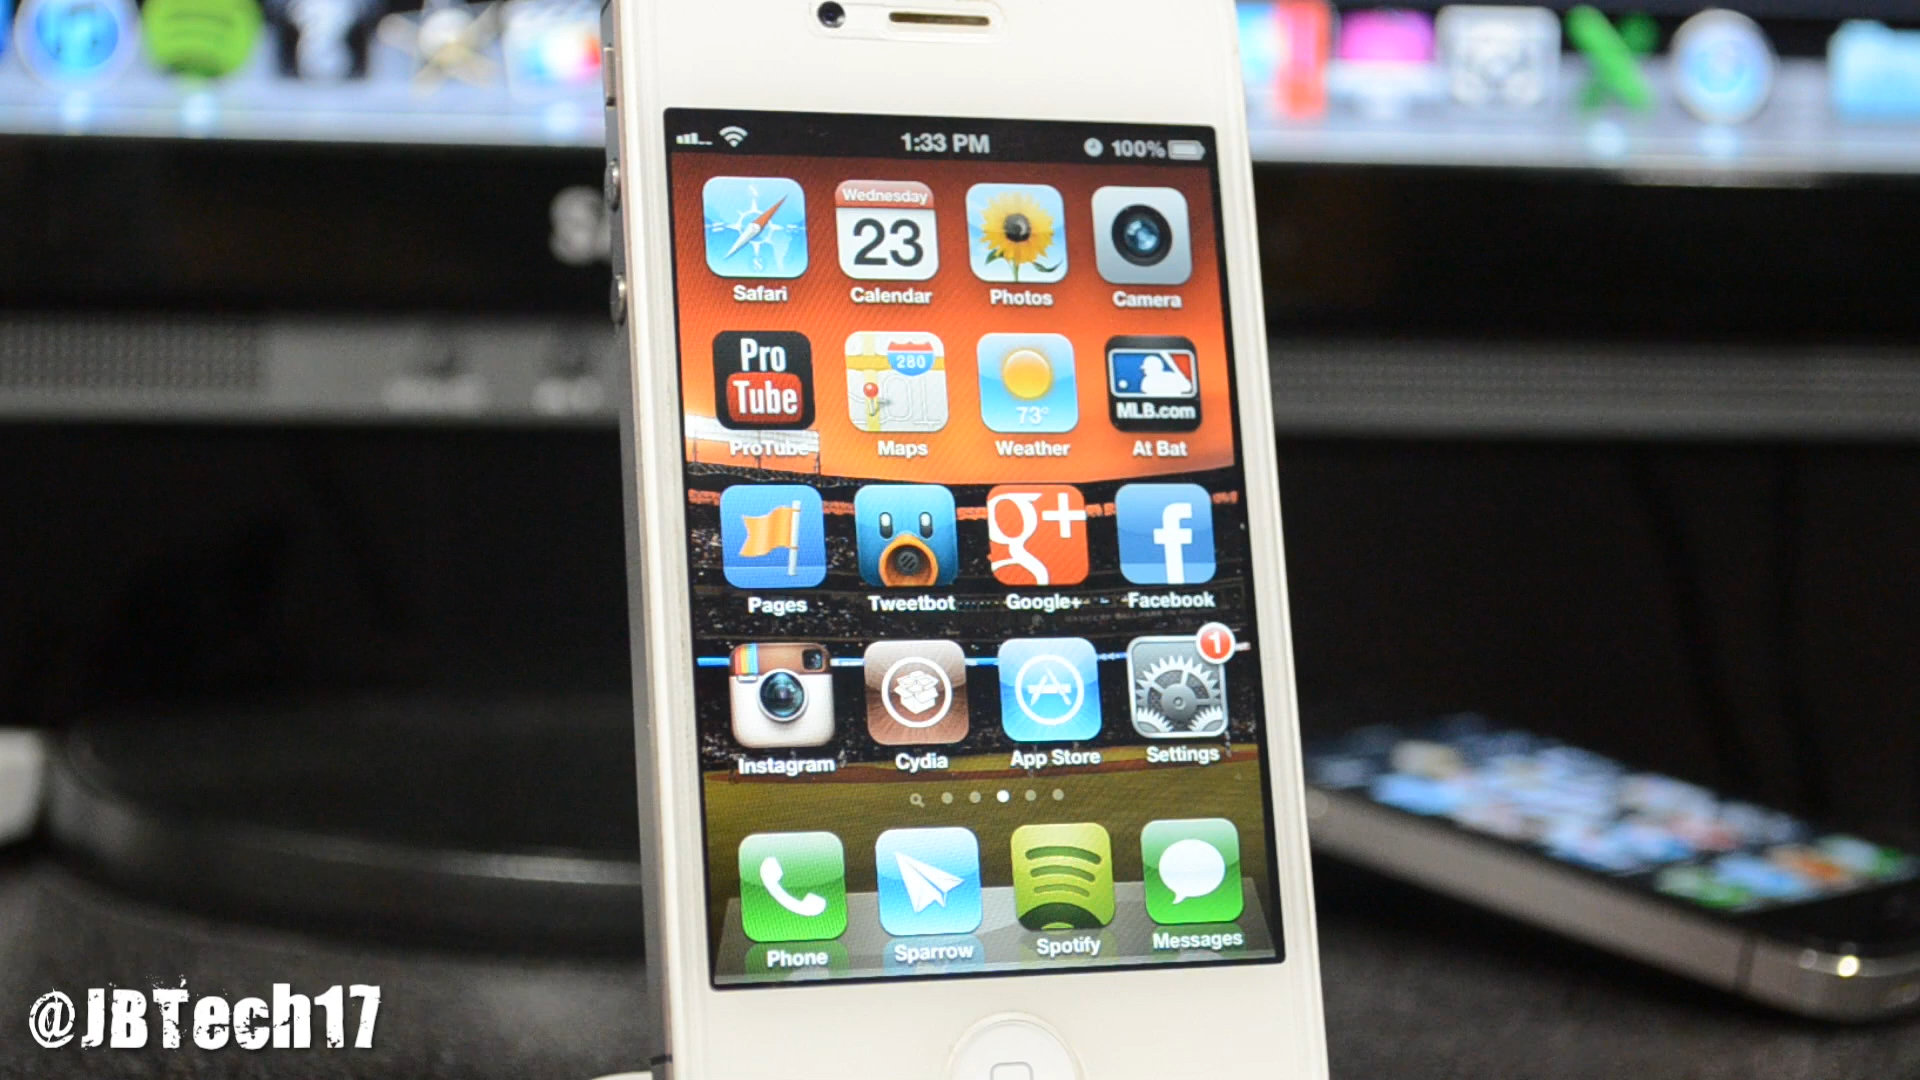 1:33 PM
100%
Wednesday
23
Safari
Calendar
Photos
Camera
Pro
Tube
280
73°
MLB.com
ProTube
Maps
Weather
At Bat
g+
f
Pages
Tweetbot
Google+
Facebook
1
Instagram
Cydia
App Store
Settings
Phone
Sparrow
Spotify
Messages
@JBTech17